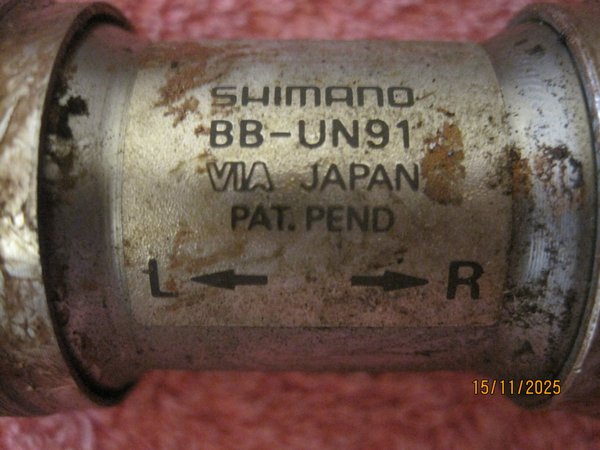 SHIMANO
BB-UN91
VIA JAPAN
PAT. PEND
L R
15/11/2025